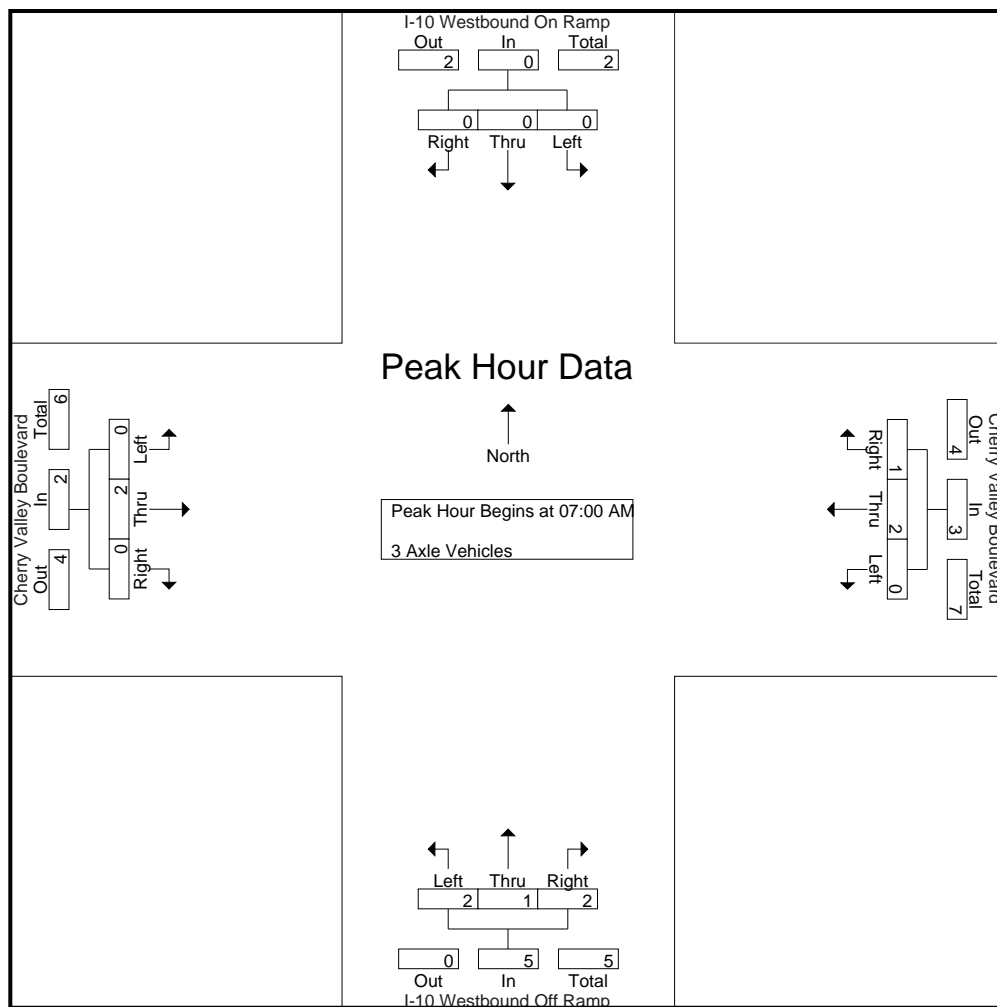 I-10 Westbound On Ramp
Out In Total
2 0 2
0 0 0
Right Thru Left
Peak Hour Data
North
Peak Hour Begins at 07:00 AM
3 Axle Vehicles
Cherry Valley Boulevard
Total In Out
6 2 4
0 2 0
Left Thru Right
Cherry Valley Boulevard
Out In Total
4 3 7
1 2 0
Right Thru Left
Left Thru Right
2 1 2
0 5 5
Out In Total
I-10 Westbound Off Ramp